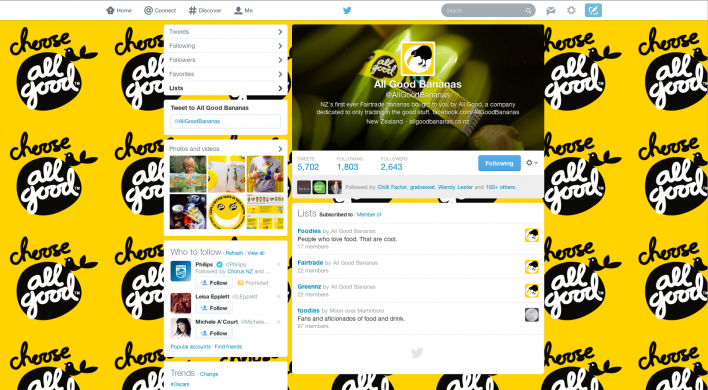 Home
Connect
Discover
Me
Search
Tweets
Following
Followers
Favorites
Lists
Tweet to All Good Bananas
@AllGoodBananas
Photos and videos
Who to follow · Refresh · View all
Philips @Philips
Followed by Chorus NZ and ...
Follow
Promoted
Leisa Epplett @LEpplett
Follow
Michele A'Court @Michele...
Follow
Popular accounts · Find friends
Trends · Change
#Oscars
All Good Bananas
@AllGoodBananas
NZ's first ever Fairtrade bananas bought to you by All Good, a company
dedicated to only trading in the good stuff. facebook.com/AllGoodBananas
New Zealand · allgoodbananas.co.nz
TWEETS
5,702
FOLLOWING
1,803
FOLLOWERS
2,643
Following
Followed by Chilli Factor, grabaseat, Wendy Lester and 100+ others.
Lists Subscribed to / Member of
Foodies by All Good Bananas
People who love food. That are cool.
17 members
Fairtrade by All Good Bananas
22 members
Greennz by All Good Bananas
22 members
foodies by Moon over Martinboro
Fans and aficionados of food and drink.
97 members
choose
all
good™